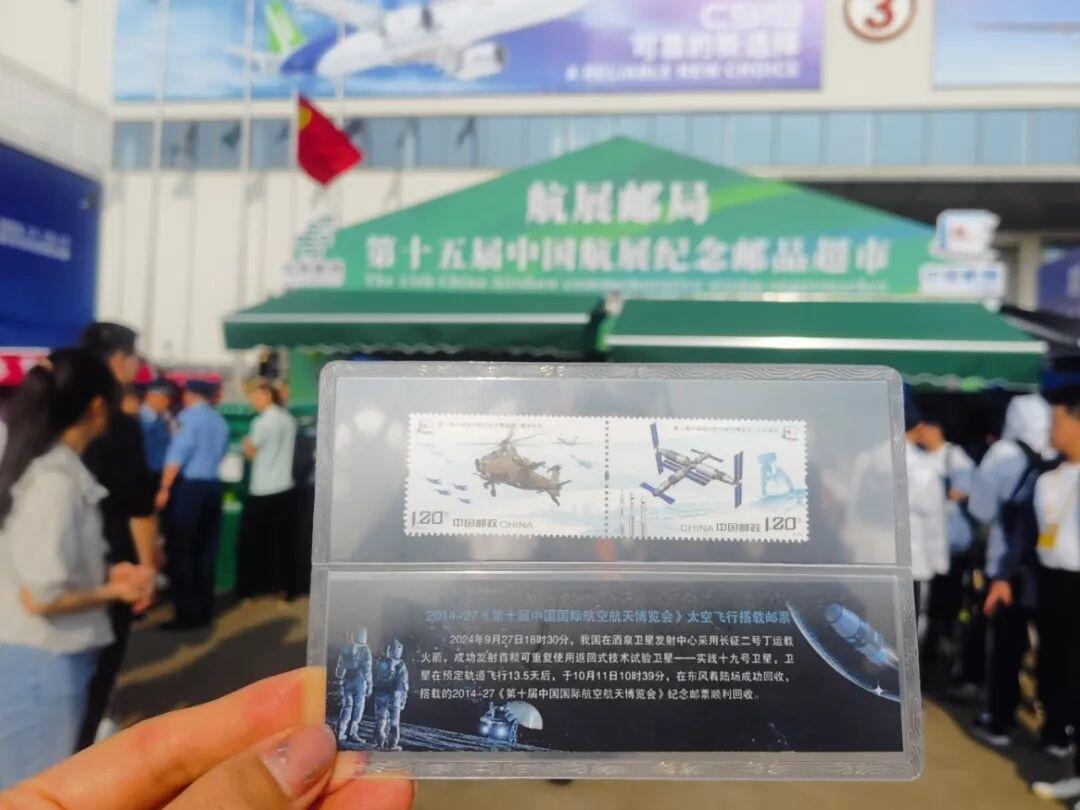 3
可靠的新选择
A RELIABLE NEW CHOICE
航展邮局
第十五届中国航展纪念邮品超市
1.20元 中国邮政 CHINA
CHINA 中国邮政 1.20元
2014-27《第十届中国国际航空航天博览会》太空飞行搭载邮票
2024年9月27日18时30分，我国在酒泉卫星发射中心采用长征二号丁运载
火箭，成功发射首颗可重复使用返回式技术试验卫星——实践十九号卫星，卫
星在预定轨道飞行13.5天后，于10月11日10时39分，在东风着陆场成功回收，
搭载的2014-27《第十届中国国际航空航天博览会》纪念邮票顺利回收。